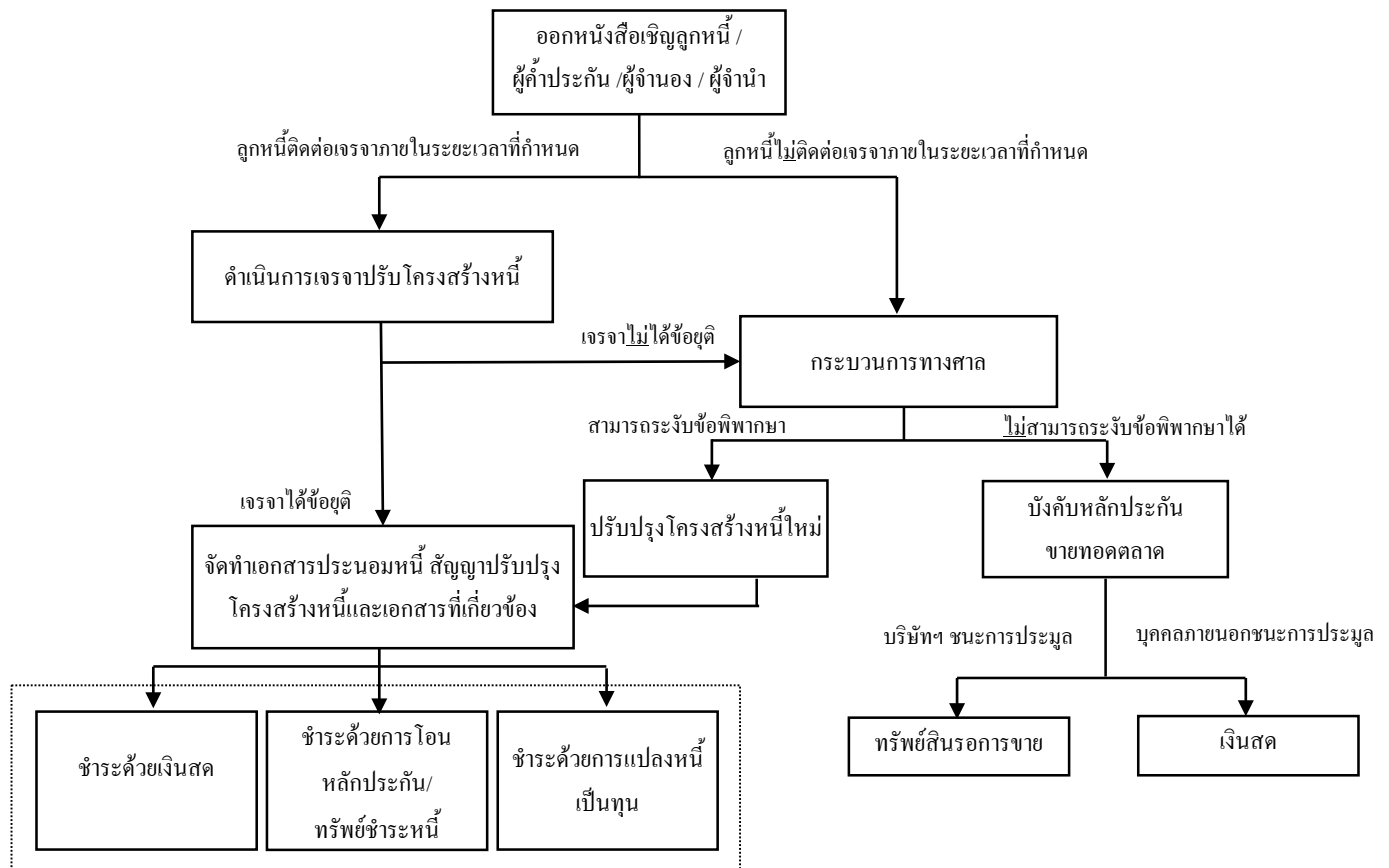 ออกหนังสือเชิญลูกหนี้ /
ผู้ค้ำประกัน /ผู้จำนอง / ผู้จำนำ
ลูกหนี้ติดต่อเจรจาภายในระยะเวลาที่กำหนด
ลูกหนี้ไม่ติดต่อเจรจาภายในระยะเวลาที่กำหนด
ดำเนินการเจรจาปรับโครงสร้างหนี้
เจรจาไม่ได้ข้อยุติ
กระบวนการทางศาล
สามารถระงับข้อพิพากษา
ไม่สามารถระงับข้อพิพากษาได้
เจรจาได้ข้อยุติ
ปรับปรุงโครงสร้างหนี้ใหม่
บังคับหลักประกัน
ขายทอดตลาด
จัดทำเอกสารประนอมหนี้ สัญญาปรับปรุง
โครงสร้างหนี้และเอกสารที่เกี่ยวข้อง
บริษัทฯ ชนะการประมูล
บุคคลภายนอกชนะการประมูล
ชำระด้วยเงินสด
ชำระด้วยการโอน
หลักประกัน/
ทรัพย์ชำระหนี้
ชำระด้วยการแปลงหนี้
เป็นทุน
ทรัพย์สินรอการขาย
เงินสด